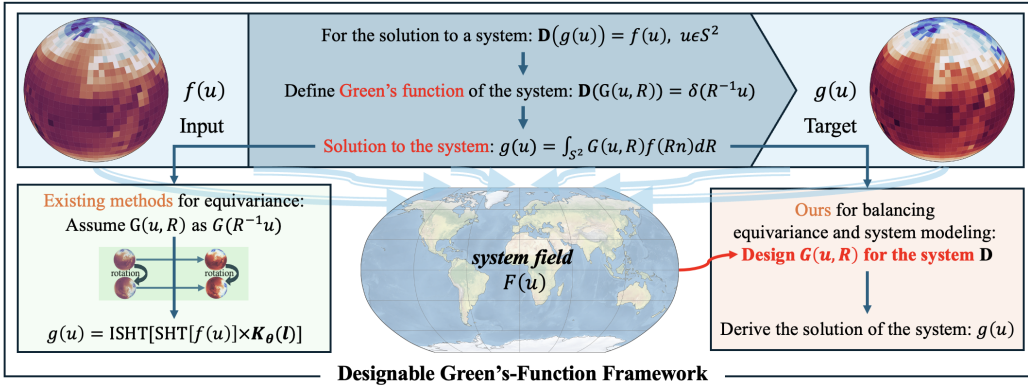 For the solution to a system: D(g(u)) = f(u), uϵS²
f(u)
Input
Define Green's function of the system: D(G(u, R)) = δ(R⁻¹u)
g(u)
Target
Solution to the system: g(u) = ∫_{S²} G(u, R)f(Rn)dR
Existing methods for equivariance:
Assume G(u, R) as G(R⁻¹u)
rotation
rotation
g(u) = ISHT[SHT[f(u)]×K_θ(l)]
system field
F(u)
Ours for balancing
equivariance and system modeling:
Design G(u, R) for the system D
Derive the solution of the system: g(u)
Designable Green's-Function Framework